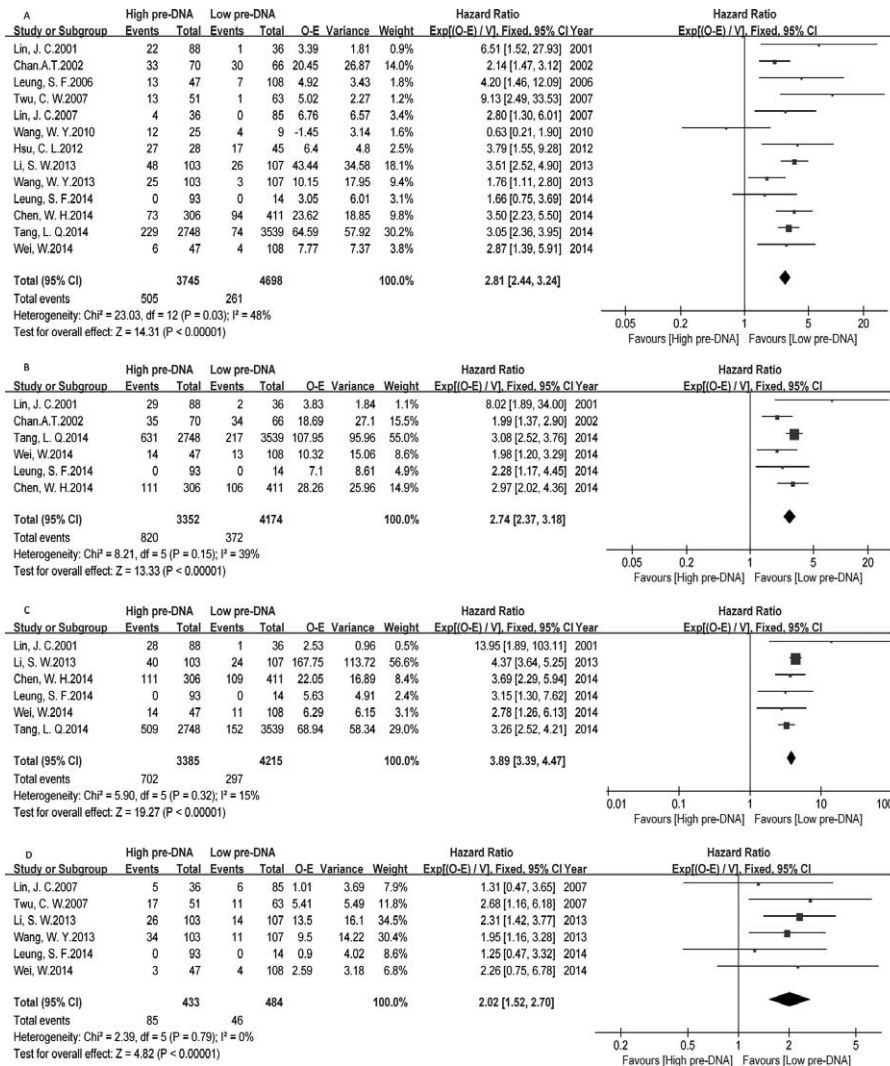 A
High pre-DNA Low pre-DNA Hazard Ratio Hazard Ratio
Study or Subgroup Events Total Events Total O-E Variance Weight Exp[(O-E) / V], Fixed, 95% CI Year Exp[(O-E) / V], Fixed, 95% CI
Lin, J. C.2001 22 88 1 36 3.39 1.81 0.9% 6.51 [1.52, 27.93] 2001
Chan.A.T.2002 33 70 30 66 20.45 26.87 14.0% 2.14 [1.47, 3.12] 2002
Leung, S. F.2006 13 47 7 108 4.92 3.43 1.8% 4.20 [1.46, 12.09] 2006
Twu, C. W.2007 13 51 1 63 5.02 2.27 1.2% 9.13 [2.49, 33.53] 2007
Lin, J. C.2007 4 36 0 85 6.76 6.57 3.4% 2.80 [1.30, 6.01] 2007
Wang, W. Y.2010 12 25 4 9 -1.45 3.14 1.6% 0.63 [0.21, 1.90] 2010
Hsu, C. L.2012 27 28 17 45 6.4 4.8 2.5% 3.79 [1.55, 9.28] 2012
Li, S. W.2013 48 103 26 107 43.44 34.58 18.1% 3.51 [2.52, 4.90] 2013
Wang, W. Y.2013 25 103 3 107 10.15 17.95 9.4% 1.76 [1.11, 2.80] 2013
Leung, S. F.2014 0 93 0 14 3.05 6.01 3.1% 1.66 [0.75, 3.69] 2014
Chen, W. H.2014 73 306 94 411 23.62 18.85 9.8% 3.50 [2.23, 5.50] 2014
Tang, L. Q.2014 229 2748 74 3539 64.59 57.92 30.2% 3.05 [2.36, 3.95] 2014
Wei, W.2014 6 47 4 108 7.77 7.37 3.8% 2.87 [1.39, 5.91] 2014
Total (95% CI) 3745 4698 100.0% 2.81 [2.44, 3.24]
Total events 505 261
Heterogeneity: Chi² = 23.03, df = 12 (P = 0.03); I² = 48%
Test for overall effect: Z = 14.31 (P < 0.00001)
0.05 0.2 1 5 20
Favours [High pre-DNA] Favours [Low pre-DNA]
B
High pre-DNA Low pre-DNA Hazard Ratio Hazard Ratio
Study or Subgroup Events Total Events Total O-E Variance Weight Exp[(O-E) / V], Fixed, 95% CI Year Exp[(O-E) / V], Fixed, 95% CI
Lin, J. C.2001 29 88 2 36 3.83 1.84 1.1% 8.02 [1.89, 34.00] 2001
Chan.A.T.2002 35 70 34 66 18.69 27.1 15.5% 1.99 [1.37, 2.90] 2002
Tang, L. Q.2014 631 2748 217 3539 107.95 95.96 55.0% 3.08 [2.52, 3.76] 2014
Wei, W.2014 14 47 13 108 10.32 15.06 8.6% 1.98 [1.20, 3.29] 2014
Leung, S. F.2014 0 93 0 14 7.1 8.61 4.9% 2.28 [1.17, 4.45] 2014
Chen, W. H.2014 111 306 106 411 28.26 25.96 14.9% 2.97 [2.02, 4.36] 2014
Total (95% CI) 3352 4174 100.0% 2.74 [2.37, 3.18]
Total events 820 372
Heterogeneity: Chi² = 8.21, df = 5 (P = 0.15); I² = 39%
Test for overall effect: Z = 13.33 (P < 0.00001)
0.05 0.2 1 5 20
Favours [High pre-DNA] Favours [Low pre-DNA]
C
High pre-DNA Low pre-DNA Hazard Ratio Hazard Ratio
Study or Subgroup Events Total Events Total O-E Variance Weight Exp[(O-E) / V], Fixed, 95% CI Year Exp[(O-E) / V], Fixed, 95% CI
Lin, J. C.2001 28 88 1 36 2.53 0.96 0.5% 13.95 [1.89, 103.11] 2001
Li, S. W.2013 40 103 24 107 167.75 113.72 56.6% 4.37 [3.64, 5.25] 2013
Chen, W. H.2014 111 306 109 411 22.05 16.89 8.4% 3.69 [2.29, 5.94] 2014
Leung, S. F.2014 0 93 0 14 5.63 4.91 2.4% 3.15 [1.30, 7.62] 2014
Wei, W.2014 14 47 11 108 6.29 6.15 3.1% 2.78 [1.26, 6.13] 2014
Tang, L. Q.2014 509 2748 152 3539 68.94 58.34 29.0% 3.26 [2.52, 4.21] 2014
Total (95% CI) 3385 4215 100.0% 3.89 [3.39, 4.47]
Total events 702 297
Heterogeneity: Chi² = 5.90, df = 5 (P = 0.32); I² = 15%
Test for overall effect: Z = 19.27 (P < 0.00001)
0.01 0.1 1 10 100
Favours [High pre-DNA] Favours [Low pre-DNA]
D
High pre-DNA Low pre-DNA Hazard Ratio Hazard Ratio
Study or Subgroup Events Total Events Total O-E Variance Weight Exp[(O-E) / V], Fixed, 95% CI Year Exp[(O-E) / V], Fixed, 95% CI
Lin, J. C.2007 5 36 6 85 1.01 3.69 7.9% 1.31 [0.47, 3.65] 2007
Twu, C. W.2007 17 51 11 63 5.41 5.49 11.8% 2.68 [1.16, 6.18] 2007
Li, S. W.2013 26 103 14 107 13.5 16.1 34.5% 2.31 [1.42, 3.77] 2013
Wang, W. Y.2013 34 103 11 107 9.5 14.22 30.4% 1.95 [1.16, 3.28] 2013
Leung, S. F.2014 0 93 0 14 0.9 4.02 8.6% 1.25 [0.47, 3.32] 2014
Wei, W.2014 3 47 4 108 2.59 3.18 6.8% 2.26 [0.75, 6.78] 2014
Total (95% CI) 433 484 100.0% 2.02 [1.52, 2.70]
Total events 85 46
Heterogeneity: Chi² = 2.39, df = 5 (P = 0.79); I² = 0%
Test for overall effect: Z = 4.82 (P < 0.00001)
0.2 0.5 1 2 5
Favours [High pre-DNA] Favours [Low pre-DNA]